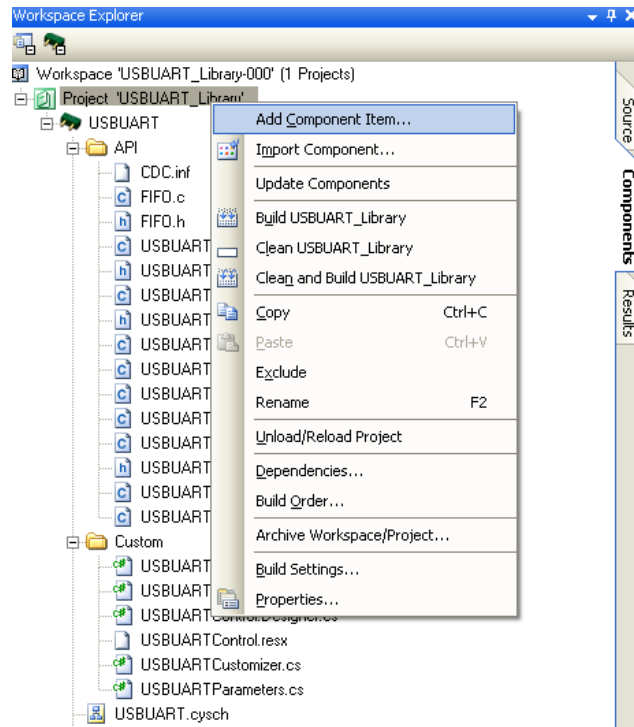 Workspace Explorer
Workspace 'USBUART_Library-000' (1 Projects)
Project 'USBUART_Library'
USBUART
API
CDC.inf
FIFO.c
FIFO.h
USBUART
USBUART
USBUART
USBUART
USBUART
USBUART
USBUART
USBUART
USBUART
USBUART
USBUART
USBUART
Custom
USBUART
USBUART
USBUARTControl.Designer.cs
USBUARTControl.resx
USBUARTCustomizer.cs
USBUARTParameters.cs
USBUART.cysch
Add Component Item...
Import Component...
Update Components
Build USBUART_Library
Clean USBUART_Library
Clean and Build USBUART_Library
Copy Ctrl+C
Paste Ctrl+V
Exclude
Rename F2
Unload/Reload Project
Dependencies...
Build Order...
Archive Workspace/Project...
Build Settings...
Properties...
Source
Components
Results